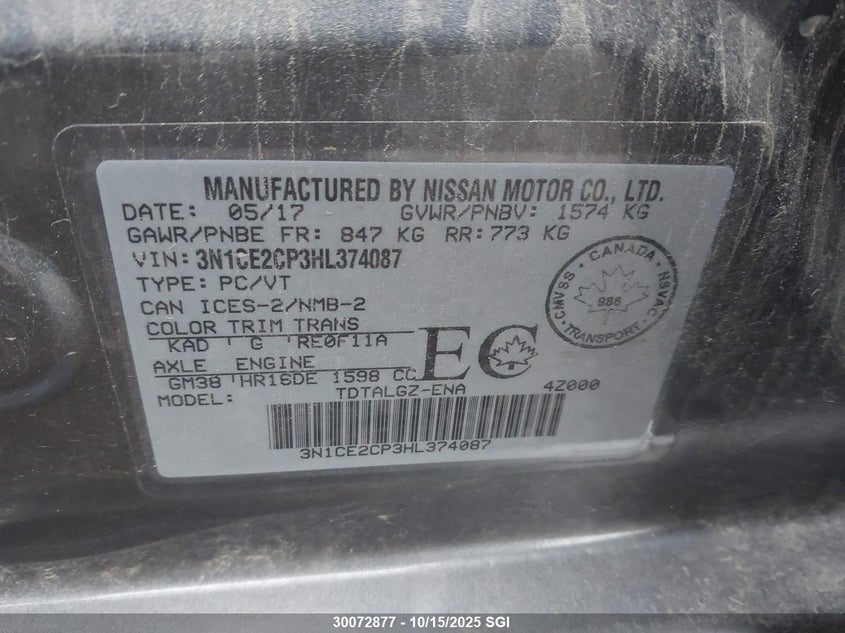 MANUFACTURED BY NISSAN MOTOR CO., LTD.
DATE: 05/17 GVWR/PNBV: 1574 KG
GAWR/PNBE FR: 847 KG RR: 773 KG
VIN: 3N1CE2CP3HL374087
TYPE: PC/VT
CAN ICES-2/NMB-2
COLOR TRIM TRANS
KAD G RE0F11A
AXLE ENGINE
GM38 HR16DE 1598 CC
MODEL: TDTALGZ-ENA 4Z000
3N1CE2CP3HL374087
EC
CMVSS · CANADA · NSVAC · TRANSPORT ·
986
30072877 - 10/15/2025 SGI